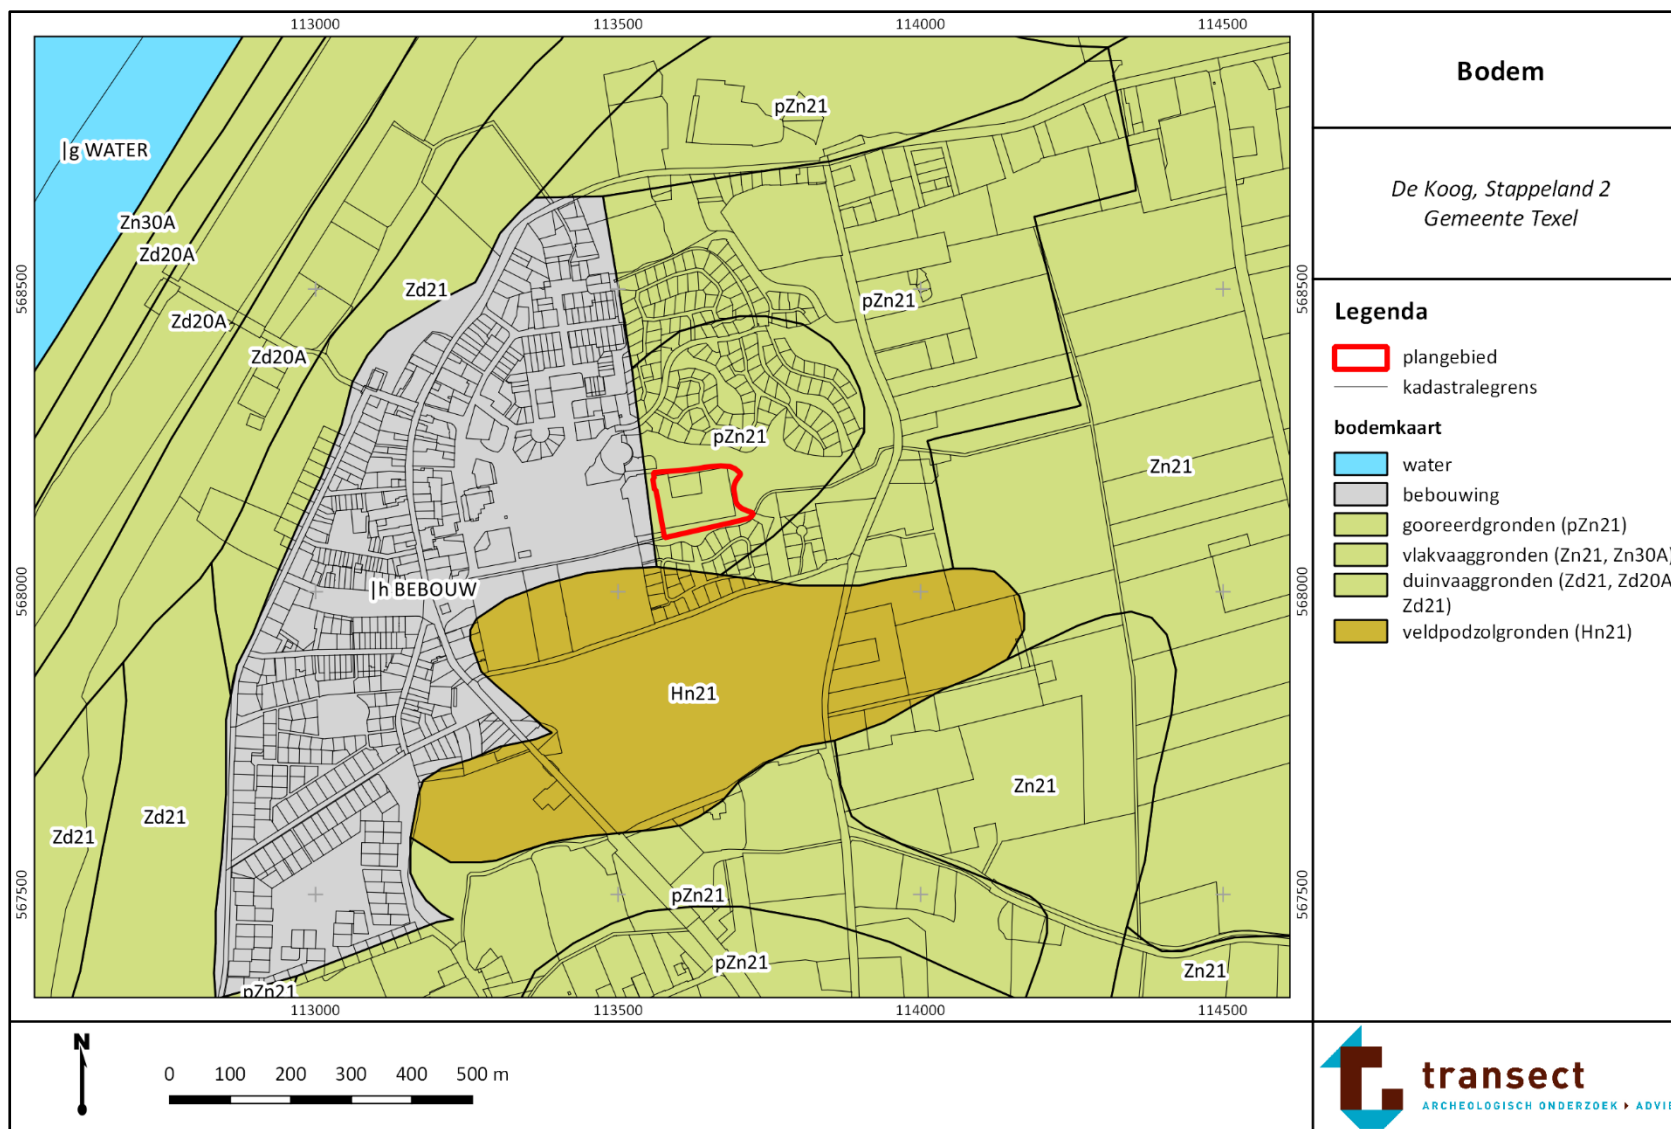 113000
113500
114000
114500
Bodem
De Koog, Stappeland 2
Gemeente Texel
Legenda
plangebied
kadastralegrens
bodemkaart
water
bebouwing
gooreerdgronden (pZn21)
vlakvaaggronden (Zn21, Zn30A)
duinvaaggronden (Zd21, Zd20A
Zd21)
veldpodzolgronden (Hn21)
pZn21
|g WATER
Zn30A
Zd20A
568500
Zd21
pZn21
568500
Zd20A
Zd20A
pZn21
Zn21
568000
|h BEBOUW
568000
Hn21
Zn21
Zd21
Zd21
567500
pZn21
567500
pZn21
Zn21
pZn21
113000
113500
114000
114500
N
0 100 200 300 400 500 m
transect
ARCHEOLOGISCH ONDERZOEK ADVIE